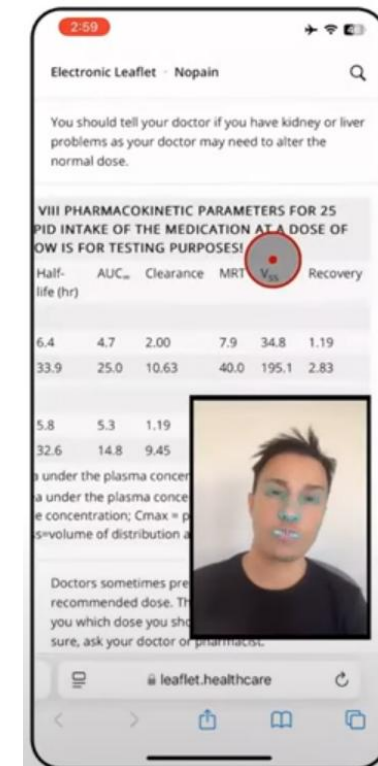 2:59
Electronic Leaflet · Nopain
You should tell your doctor if you have kidney or liver
problems as your doctor may need to alter the
normal dose.
VIII PHARMACOKINETIC PARAMETERS FOR 25
PID INTAKE OF THE MEDICATION AT A DOSE OF
OW IS FOR TESTING PURPOSES!
Half- AUC∞ Clearance MRT Vss Recovery
life (hr)
6.4 4.7 2.00 7.9 34.8 1.19
33.9 25.0 10.63 40.0 195.1 2.83
5.8 5.3 1.19
32.6 14.8 9.45
a under the plasma concer
a under the plasma conce
e concentration; Cmax = p
s=volume of distribution a
Doctors sometimes pre
recommended dose. Th
you which dose you sho
sure, ask your doctor or pharmacist.
leaflet.healthcare